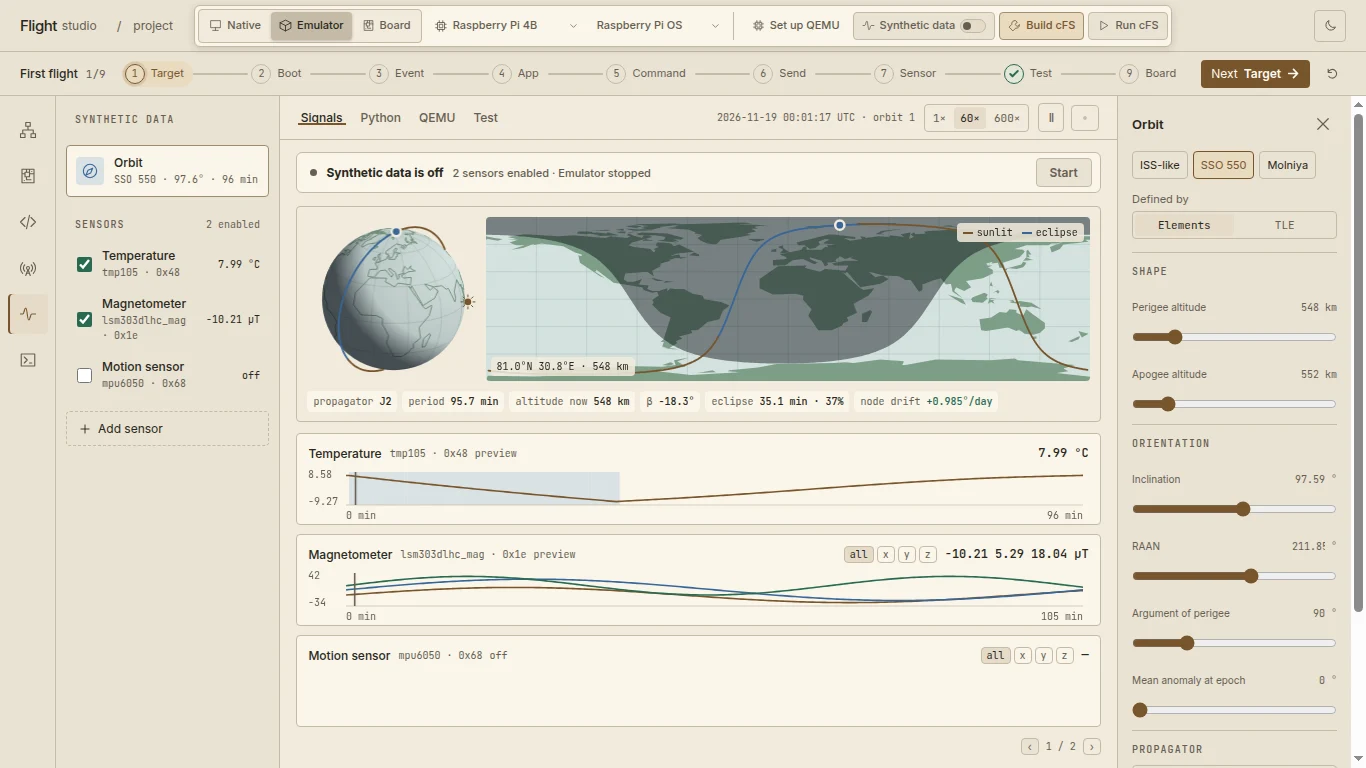 Flight studio / project
Native Emulator Board Raspberry Pi 4B Raspberry Pi OS Set up QEMU Synthetic data Build cFS Run cFS
First flight 1/9 1 Target 2 Boot 3 Event 4 App 5 Command 6 Send 7 Sensor Test 9 Board Next Target →
SYNTHETIC DATA
Orbit
SSO 550 · 97.6° · 96 min
SENSORS 2 enabled
Temperature
tmp105 · 0x48
7.99 °C
Magnetometer
lsm303dlhc_mag
· 0x1e
-10.21 µT
Motion sensor
mpu6050 · 0x68
off
+ Add sensor
Signals Python QEMU Test
2026-11-19 00:01:17 UTC · orbit 1 1× 60× 600×
Synthetic data is off 2 sensors enabled · Emulator stopped Start
sunlit eclipse
81.0°N 30.8°E · 548 km
propagator J2 period 95.7 min altitude now 548 km β -18.3° eclipse 35.1 min · 37% node drift +0.985°/day
Temperature tmp105 · 0x48 preview 7.99 °C
8.58
-9.27
0 min 96 min
Magnetometer lsm303dlhc_mag · 0x1e preview all x y z -10.21 5.29 18.04 µT
42
-34
0 min 105 min
Motion sensor mpu6050 · 0x68 off all x y z —
‹ 1 / 2 ›
Orbit
ISS-like SSO 550 Molniya
Defined by
Elements TLE
SHAPE
Perigee altitude 548 km
Apogee altitude 552 km
ORIENTATION
Inclination 97.59 °
RAAN 211.85 °
Argument of perigee 90 °
Mean anomaly at epoch 0 °
PROPAGATOR